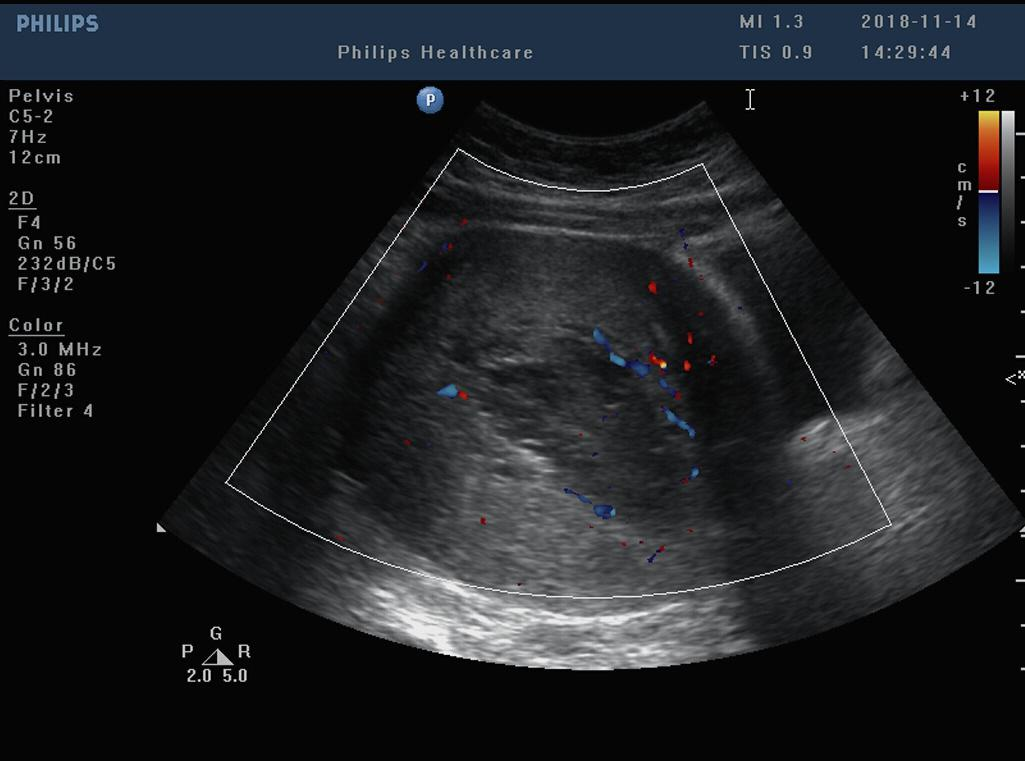 PHILIPS
MI 1.3
2018-11-14
Philips Healthcare
TIS 0.9
14:29:44
Pelvis
C5-2
7Hz
12cm
2D
F4
Gn 56
232dB/C5
F/3/2
Color
3.0 MHz
Gn 86
F/2/3
Filter 4
P
+12
cm/s
-12
G
P R
2.0 5.0